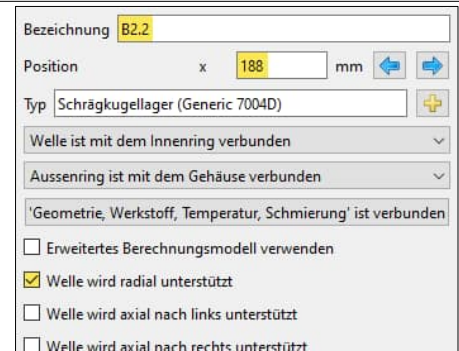 Bezeichnung B2.2
Position x 188 mm
Typ Schrägkugellager (Generic 7004D)
Welle ist mit dem Innenring verbunden
Aussenring ist mit dem Gehäuse verbunden
'Geometrie, Werkstoff, Temperatur, Schmierung' ist verbunden
Erweitertes Berechnungsmodell verwenden
Welle wird radial unterstützt
Welle wird axial nach links unterstützt
Welle wird axial nach rechts unterstützt